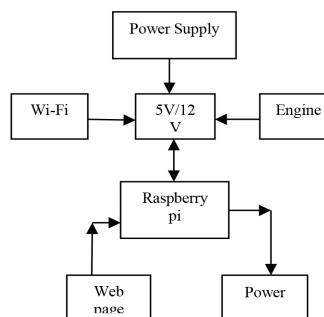 Power Supply
Wi-Fi
5V/12
V
Engine
Raspberry
pi
Web
page
Power